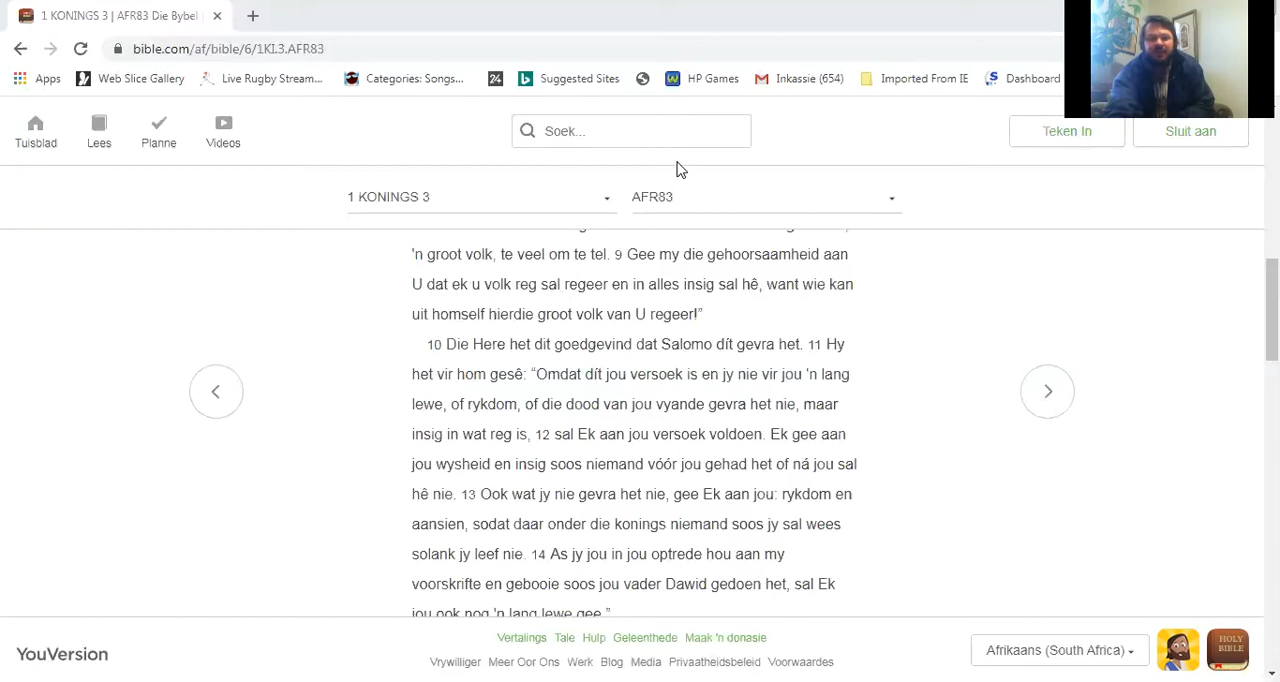 1 KONINGS 3 | AFR83 Die Bybel
bible.com/af/bible/6/1KI.3.AFR83
Apps Web Slice Gallery Live Rugby Stream... Categories: Songs... 24 Suggested Sites HP Games Inkassie (654) Imported From IE Dashboard
Tuisblad Lees Planne Videos Soek... Teken In Sluit aan
1 KONINGS 3 AFR83
'n groot volk, te veel om te tel. 9 Gee my die gehoorsaamheid aan
U dat ek u volk reg sal regeer en in alles insig sal hê, want wie kan
uit homself hierdie groot volk van U regeer!”
10 Die Here het dit goedgevind dat Salomo dít gevra het. 11 Hy
het vir hom gesê: “Omdat dít jou versoek is en jy nie vir jou ‘n lang
lewe, of rykdom, of die dood van jou vyande gevra het nie, maar
insig in wat reg is, 12 sal Ek aan jou versoek voldoen. Ek gee aan
jou wysheid en insig soos niemand vóór jou gehad het of ná jou sal
hê nie. 13 Ook wat jy nie gevra het nie, gee Ek aan jou: rykdom en
aansien, sodat daar onder die konings niemand soos jy sal wees
solank jy leef nie. 14 As jy jou in jou optrede hou aan my
voorskrifte en gebooie soos jou vader Dawid gedoen het, sal Ek
jou ook nog 'n lang lewe gee.”
Vertalings Tale Hulp Geleenthede Maak 'n donasie
YouVersion
Vrywilliger Meer Oor Ons Werk Blog Media Privaatheidsbeleid Voorwaardes
Afrikaans (South Africa)
HOLY BIBLE